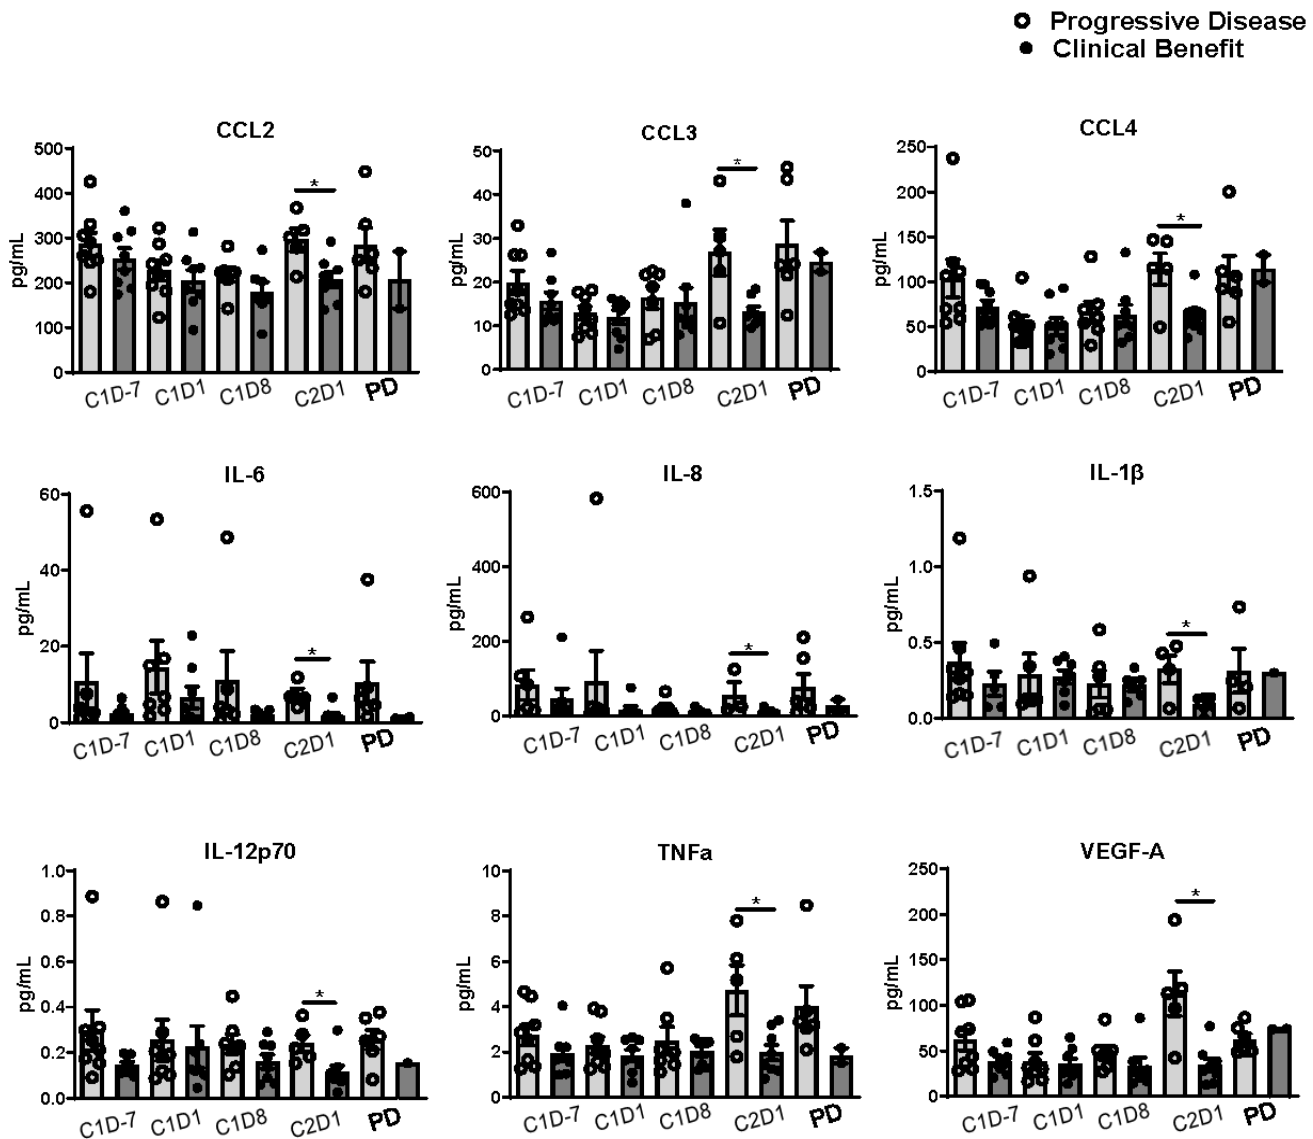 Progressive Disease
Clinical Benefit
CCL2
500
400
300
200
100
0
pg/mL
*
C1D-7 C1D1 C1D8 C2D1 PD
CCL3
50
40
30
20
10
0
pg/mL
*
C1D-7 C1D1 C1D8 C2D1 PD
CCL4
250
200
150
100
50
0
pg/mL
*
C1D-7 C1D1 C1D8 C2D1 PD
IL-6
60
40
20
0
pg/mL
*
C1D-7 C1D1 C1D8 C2D1 PD
IL-8
600
400
200
0
pg/mL
*
C1D-7 C1D1 C1D8 C2D1 PD
IL-1β
1.5
1.0
0.5
0.0
pg/mL
*
C1D-7 C1D1 C1D8 C2D1 PD
IL-12p70
1.0
0.8
0.6
0.4
0.2
0.0
pg/mL
*
C1D-7 C1D1 C1D8 C2D1 PD
TNFa
10
8
6
4
2
0
pg/mL
*
C1D-7 C1D1 C1D8 C2D1 PD
VEGF-A
250
200
150
100
50
0
pg/mL
*
C1D-7 C1D1 C1D8 C2D1 PD